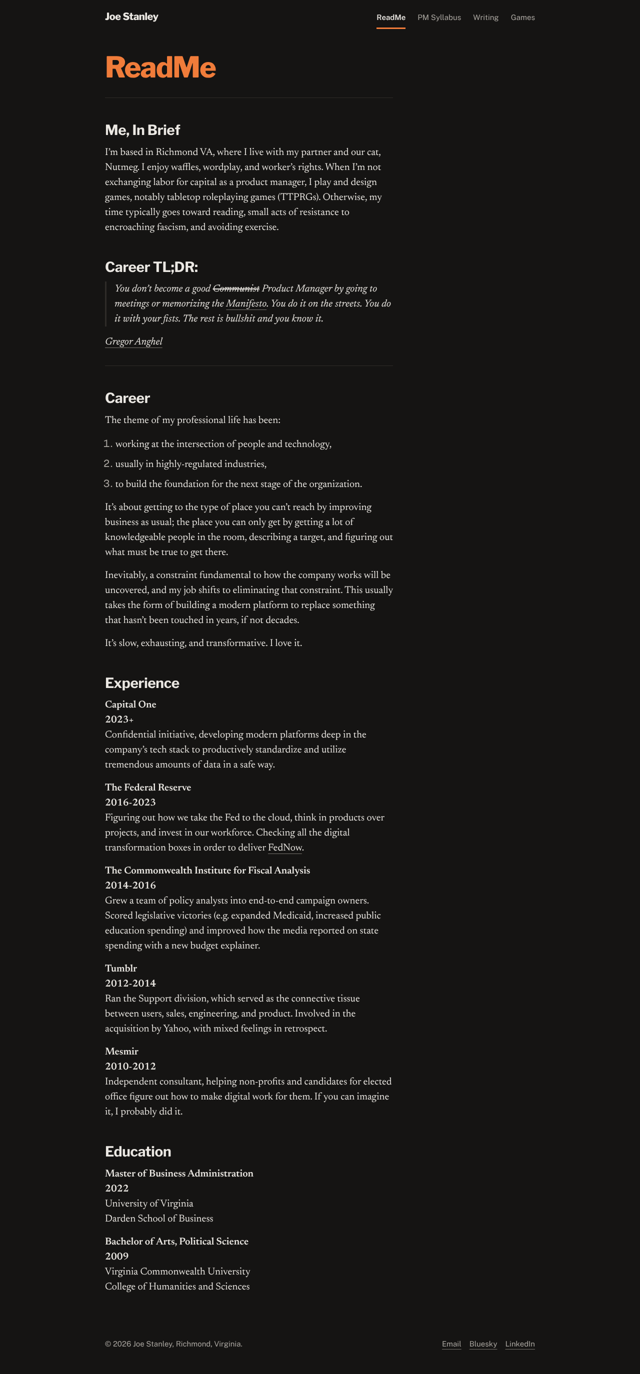 Joe Stanley
ReadMe PM Syllabus Writing Games
ReadMe
Me, In Brief
I'm based in Richmond VA, where I live with my partner and our cat,
Nutmeg. I enjoy waffles, wordplay, and worker's rights. When I'm not
exchanging labor for capital as a product manager, I play and design
games, notably tabletop roleplaying games (TTPRGs). Otherwise, my
time typically goes toward reading, small acts of resistance to
encroaching fascism, and avoiding exercise.
Career TL;DR:
You don't become a good Communist Product Manager by going to
meetings or memorizing the Manifesto. You do it on the streets. You do
it with your fists. The rest is bullshit and you know it.
Gregor Anghel
Career
The theme of my professional life has been:
1. working at the intersection of people and technology,
2. usually in highly-regulated industries,
3. to build the foundation for the next stage of the organization.
It's about getting to the type of place you can't reach by improving
business as usual; the place you can only get by getting a lot of
knowledgeable people in the room, describing a target, and figuring out
what must be true to get there.
Inevitably, a constraint fundamental to how the company works will be
uncovered, and my job shifts to eliminating that constraint. This usually
takes the form of building a modern platform to replace something
that hasn't been touched in years, if not decades.
It's slow, exhausting, and transformative. I love it.
Experience
Capital One
2023+
Confidential initiative, developing modern platforms deep in the
company's tech stack to productively standardize and utilize
tremendous amounts of data in a safe way.
The Federal Reserve
2016-2023
Figuring out how we take the Fed to the cloud, think in products over
projects, and invest in our workforce. Checking all the digital
transformation boxes in order to deliver FedNow.
The Commonwealth Institute for Fiscal Analysis
2014-2016
Grew a team of policy analysts into end-to-end campaign owners.
Scored legislative victories (e.g. expanded Medicaid, increased public
education spending) and improved how the media reported on state
spending with a new budget explainer.
Tumblr
2012-2014
Ran the Support division, which served as the connective tissue
between users, sales, engineering, and product. Involved in the
acquisition by Yahoo, with mixed feelings in retrospect.
Mesmir
2010-2012
Independent consultant, helping non-profits and candidates for elected
office figure out how to make digital work for them. If you can imagine
it, I probably did it.
Education
Master of Business Administration
2022
University of Virginia
Darden School of Business
Bachelor of Arts, Political Science
2009
Virginia Commonwealth University
College of Humanities and Sciences
© 2026 Joe Stanley, Richmond, Virginia.
Email Bluesky LinkedIn